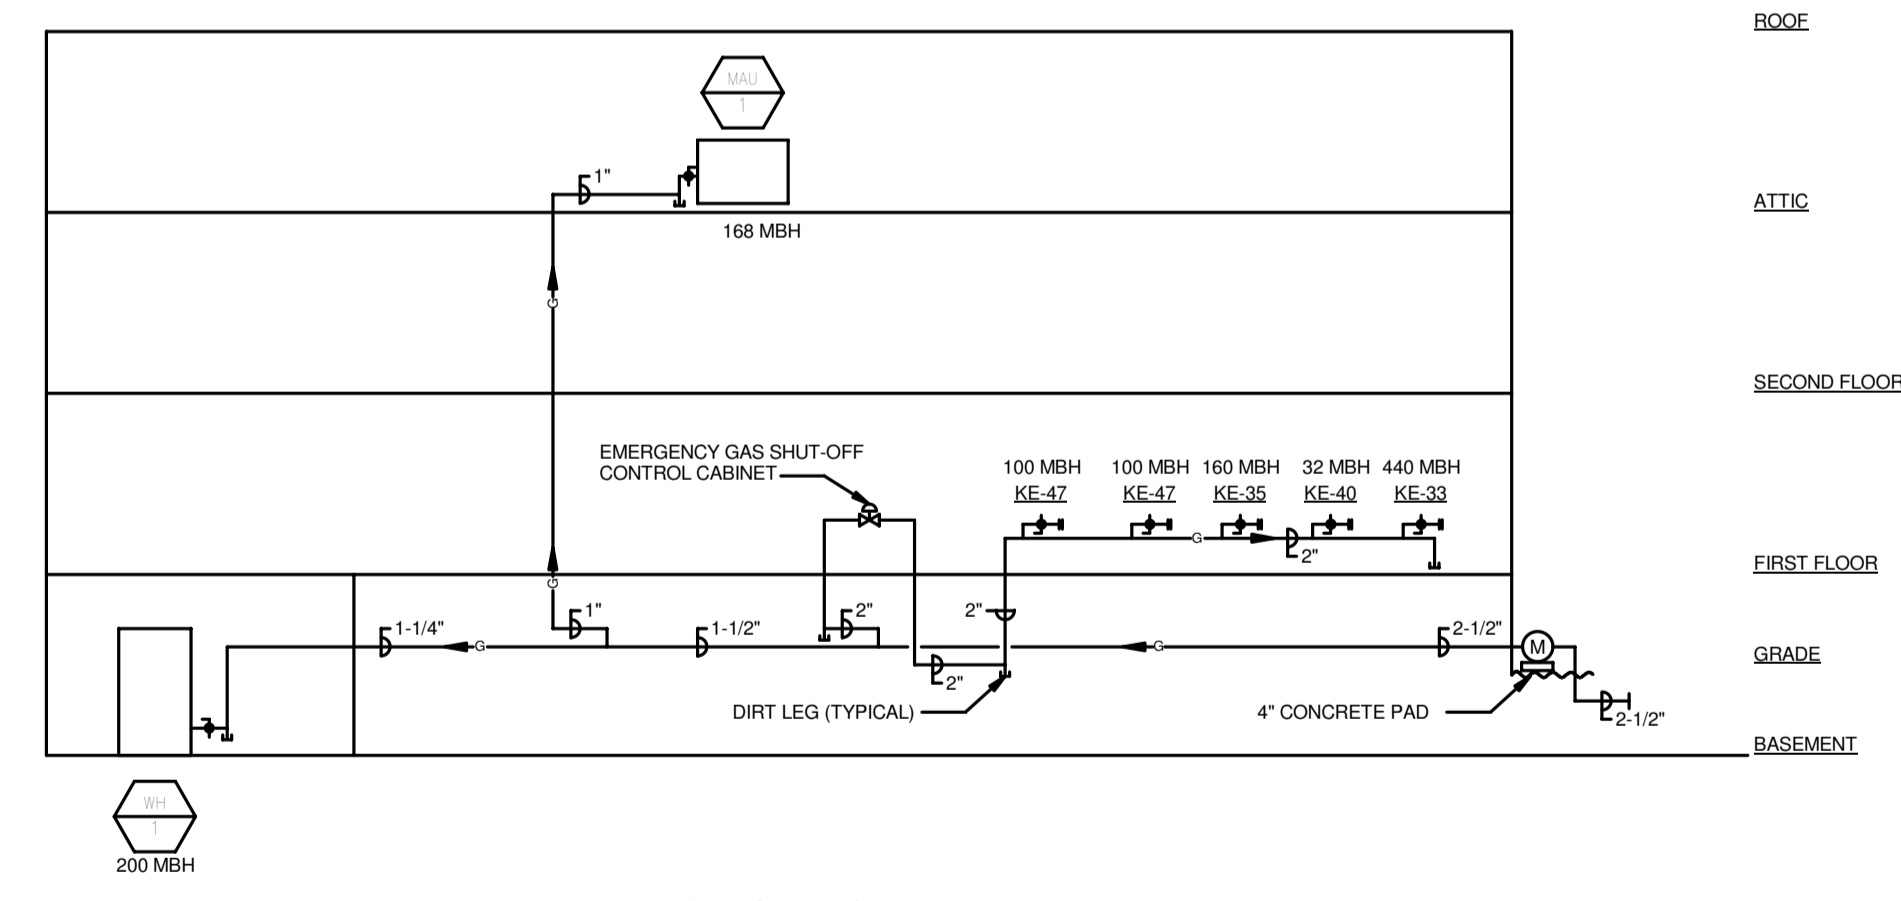 ROOF
MAU
1
1"
168 MBH
ATTIC
G
SECOND FLOOR
EMERGENCY GAS SHUT-OFF
CONTROL CABINET
100 MBH
KE-47
100 MBH
KE-47
160 MBH
KE-35
32 MBH
KE-40
440 MBH
KE-33
G
2"
FIRST FLOOR
G
1-1/4"
G
1"
1-1/2"
2"
2"
2"
G
2-1/2"
M
GRADE
DIRT LEG (TYPICAL)
4" CONCRETE PAD
2-1/2"
BASEMENT
WH
1
200 MBH